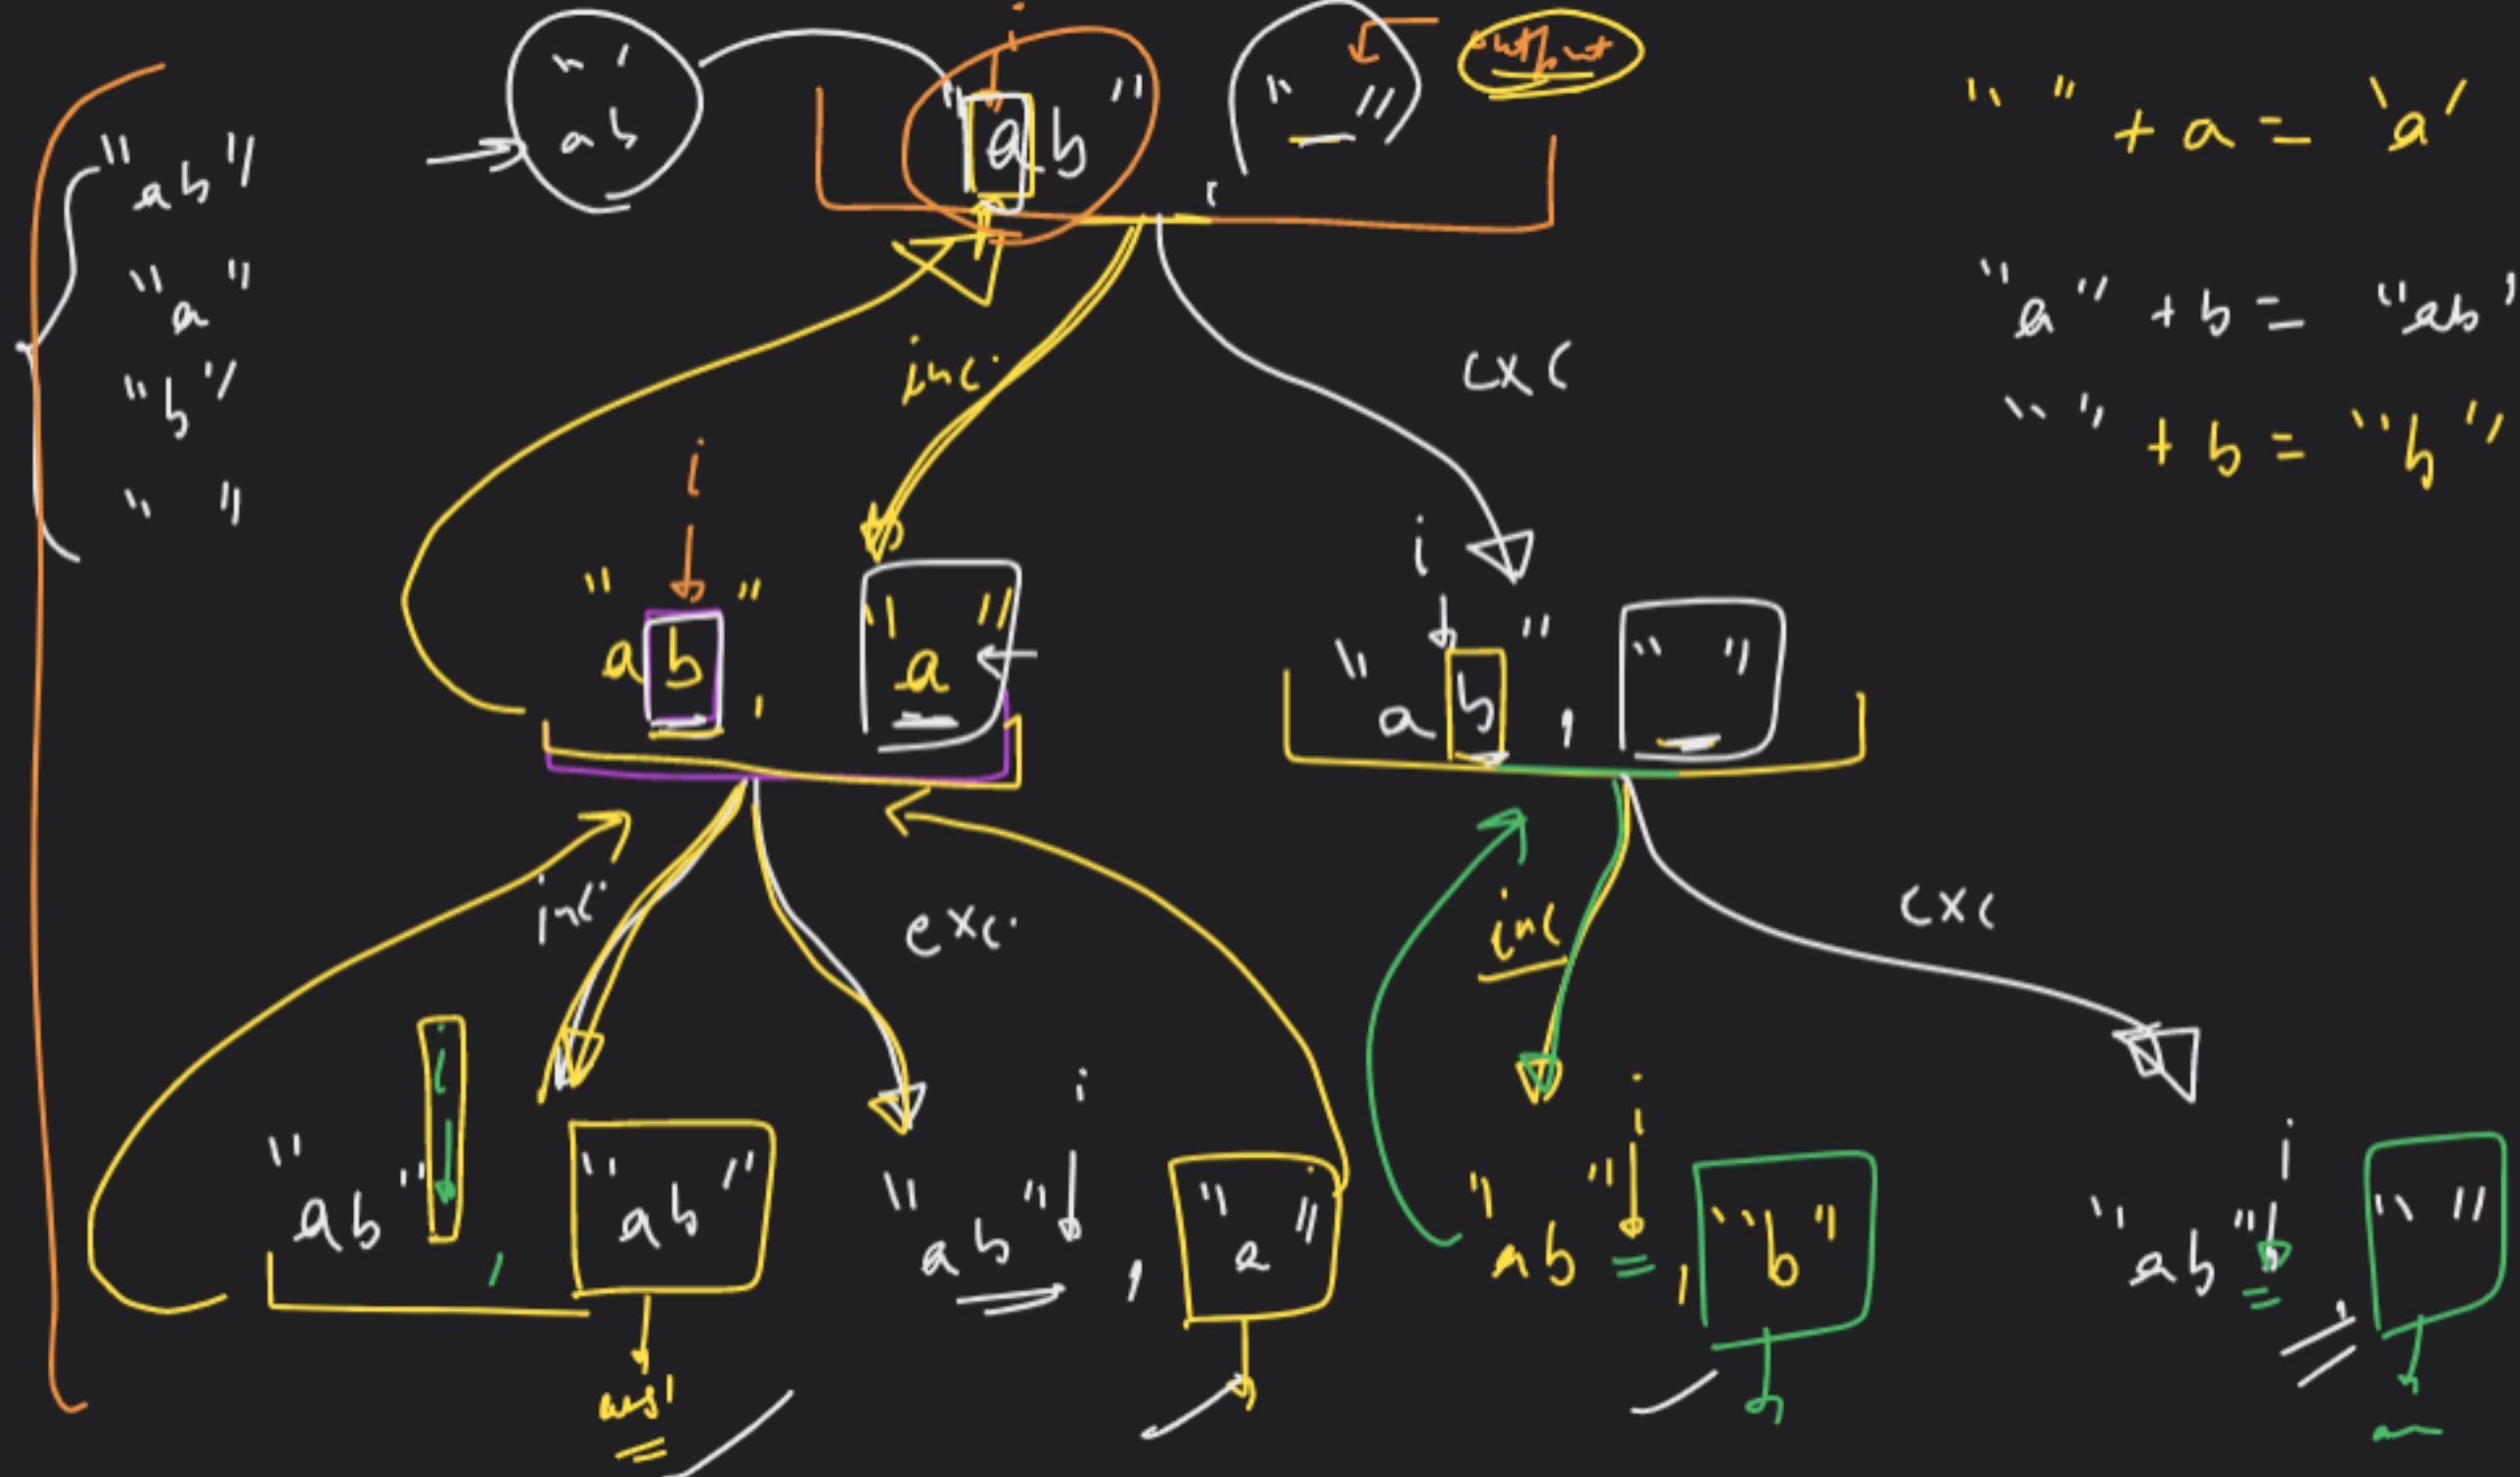 " "
ab
i
"ab"
" "
output
" " + a = 'a'
"ab"
"a"
"b"
" "
"a" + b = "ab"
" " + b = "b"
inc
exc
i
"ab" , "a"
i
"ab" , " "
inc
exc
inc
exc
i
"ab" , "ab"
i
"ab" , "a"
i
"ab" , "b"
i
"ab" , " "
ans